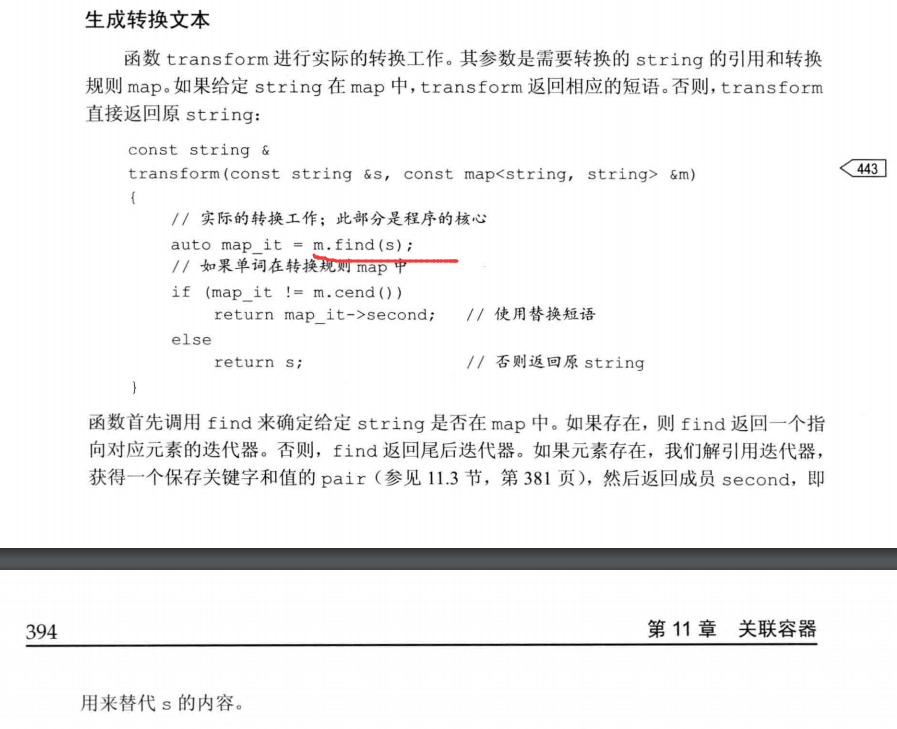 生成转换文本
函数 transform 进行实际的转换工作。其参数是需要转换的 string 的引用和转换
规则 map。如果给定 string 在 map 中，transform 返回相应的短语。否则，transform
直接返回原 string：
const string &
transform(const string &s, const map<string, string> &m)
443
{
// 实际的转换工作；此部分是程序的核心
auto map_it = m.find(s);
// 如果单词在转换规则 map 中
if (map_it != m.cend())
return map_it->second; // 使用替换短语
else
return s; // 否则返回原 string
}
函数首先调用 find 来确定给定 string 是否在 map 中。如果存在，则 find 返回一个指
向对应元素的迭代器。否则，find 返回尾后迭代器。如果元素存在，我们解引用迭代器，
获得一个保存关键字和值的 pair（参见 11.3 节，第 381 页），然后返回成员 second，即
394 第 11 章 关联容器
用来替代 s 的内容。